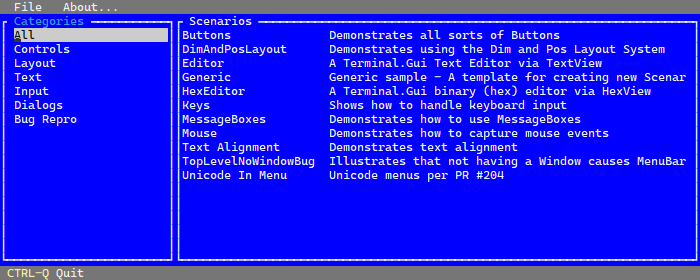 File About...
Categories
All
Controls
Layout
Text
Input
Dialogs
Bug Repro
Scenarios
Buttons Demonstrates all sorts of Buttons
DimAndPosLayout Demonstrates using the Dim and Pos Layout System
Editor A Terminal.Gui Text Editor via TextView
Generic Generic sample - A template for creating new Scenar
HexEditor A Terminal.Gui binary (hex) editor via HexView
Keys Shows how to handle keyboard input
MessageBoxes Demonstrates how to use MessageBoxes
Mouse Demonstrates how to capture mouse events
Text Alignment Demonstrates text alignment
TopLevelNoWindowBug Illustrates that not having a Window causes MenuBar
Unicode In Menu Unicode menus per PR #204
CTRL-Q Quit